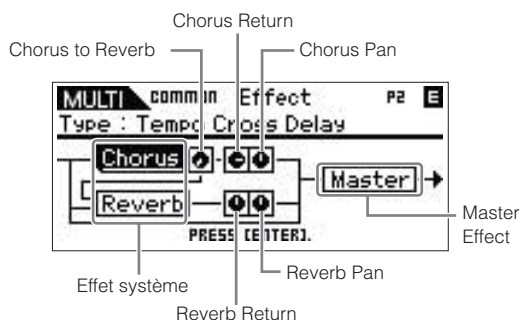 Chorus Return
Chorus to Reverb
Chorus Pan
MULTI common Effect P2 E
Type : Tempo Cross Delay
Chorus
Master
Reverb
PRESS [ENTER].
Master
Effect
Effet système
Reverb Pan
Reverb Return